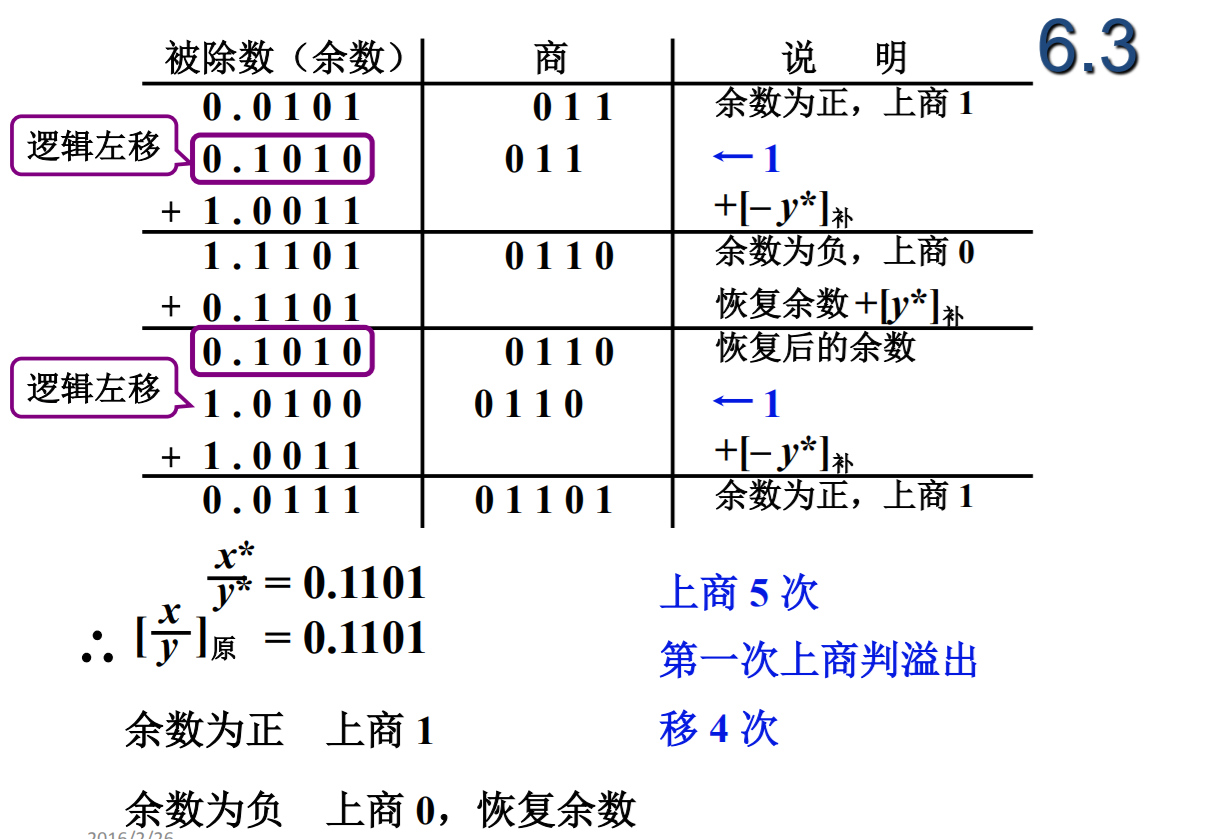 6.3
被除数（余数） 商 说 明
0.0101 011 余数为正，上商 1
逻辑左移 0.1010 011 ← 1
+ 1.0011 +[– y*]补
1.1101 0110 余数为负，上商 0
+ 0.1101 恢复余数 +[y*]补
0.1010 0110 恢复后的余数
逻辑左移 1.0100 0110 ← 1
+ 1.0011 +[– y*]补
0.0111 01101 余数为正，上商 1
x*/y* = 0.1101
∴ [x/y]原 = 0.1101
上商 5 次
第一次上商判溢出
余数为正 上商 1 移 4 次
余数为负 上商 0，恢复余数
2016/2/26